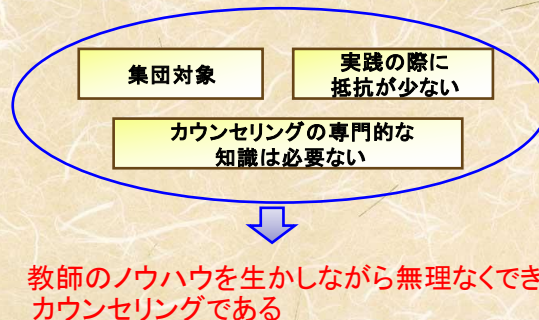 集団対象
実践の際に
抵抗が少ない
カウンセリングの専門的な
知識は必要ない
教師のノウハウを生かしながら無理なくでき
カウンセリングである